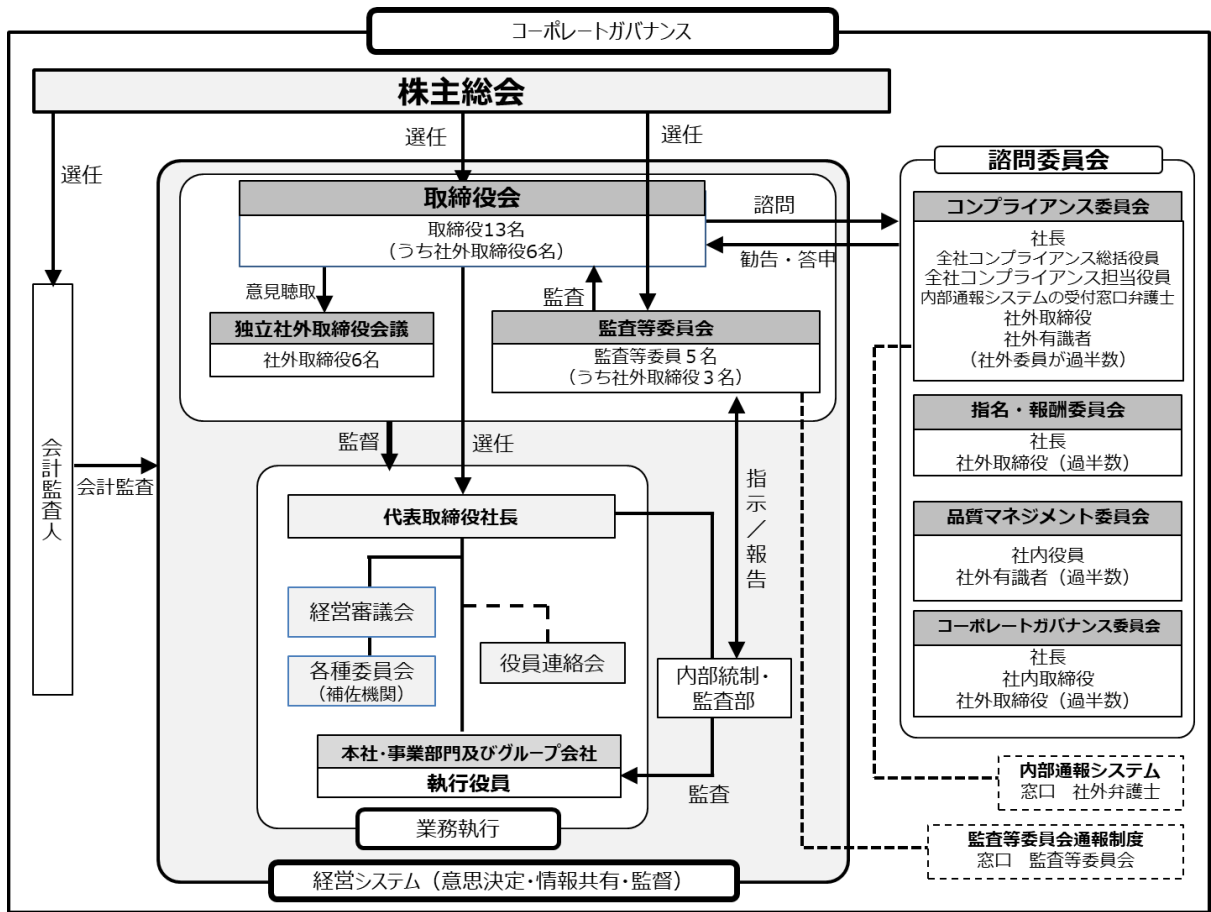 コーポレートガバナンス
株主総会
選任
選任
選任
取締役会
取締役13名
(うち社外取締役6名)
諮問
勧告・答申
意見聴取
監査
独立社外取締役会議
社外取締役6名
監査等委員会
監査等委員５名
(うち社外取締役３名)
会計監査人
会計監査
監督
選任
代表取締役社長
経営審議会
各種委員会
(補佐機関)
役員連絡会
指示／報告
内部統制・
監査部
本社・事業部門及びグループ会社
執行役員
監査
業務執行
経営システム（意思決定・情報共有・監督）
諮問委員会
コンプライアンス委員会
社長
全社コンプライアンス総括役員
全社コンプライアンス担当役員
内部通報システムの受付窓口弁護士
社外取締役
社外有識者
(社外委員が過半数)
指名・報酬委員会
社長
社外取締役（過半数）
品質マネジメント委員会
社内役員
社外有識者（過半数）
コーポレートガバナンス委員会
社長
社内取締役
社外取締役（過半数）
内部通報システム
窓口　社外弁護士
監査等委員会通報制度
窓口　監査等委員会